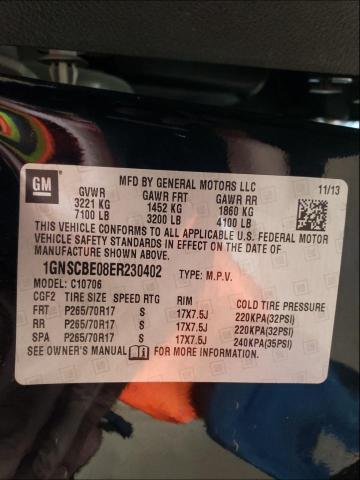 GM
MFD BY GENERAL MOTORS LLC
11/13
GVWR GAWR FRT GAWR RR
3221 KG 1452 KG 1860 KG
7100 LB 3200 LB 4100 LB
THIS VEHICLE CONFORMS TO ALL APPLICABLE U.S. FEDERAL MOTOR
VEHICLE SAFETY AND THEFT PREVENTION STANDARDS IN EFFECT ON THE DATE OF
MANUFACTURE SHOWN ABOVE.
1GNSCBE08ER230402 TYPE: M.P.V.
MODEL: C10706
CGF2 TIRE SIZE SPEED RTG RIM COLD TIRE PRESSURE
FRT P265/70R17 S 17X7.5J 220KPA(32PSI)
RR P265/70R17 S 17X7.5J 220KPA(32PSI)
SPA P265/70R17 S 17X7.5J 240KPA(35PSI)
SEE OWNER'S MANUAL FOR MORE INFORMATION.